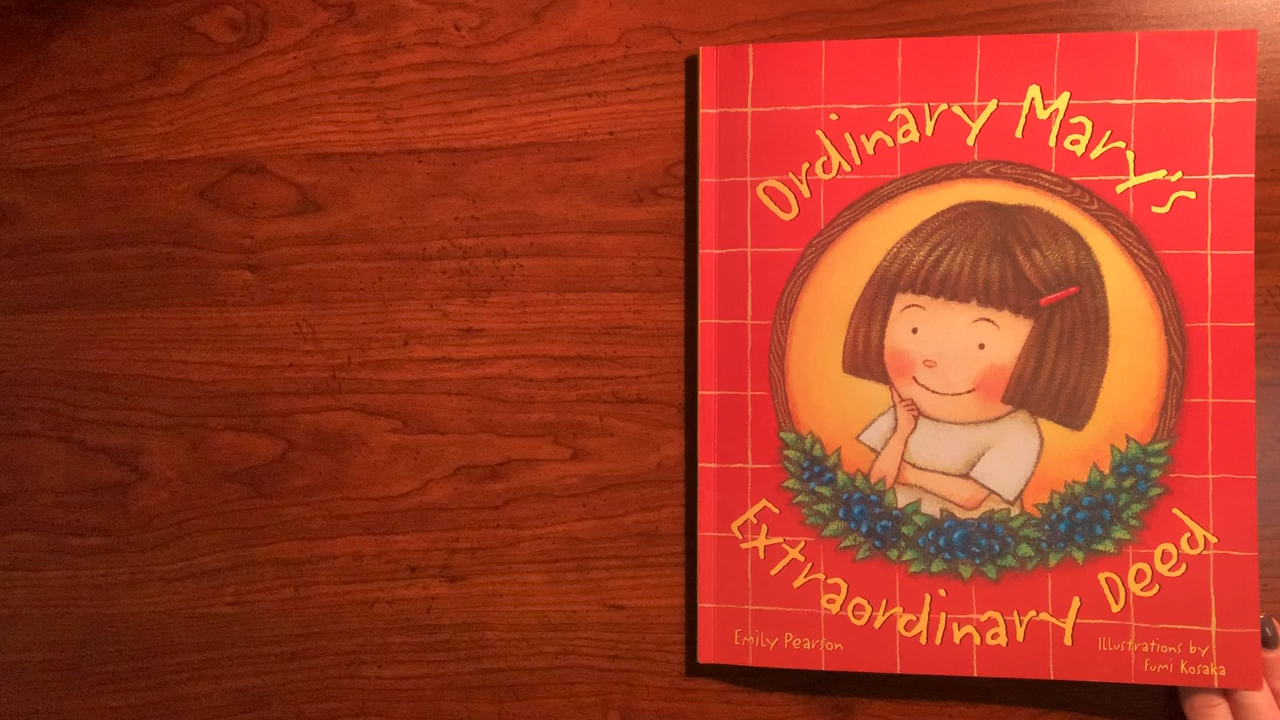 Ordinary Mary's
Extraordinary Deed
Emily Pearson
Illustrations by
Fumi Kosaka